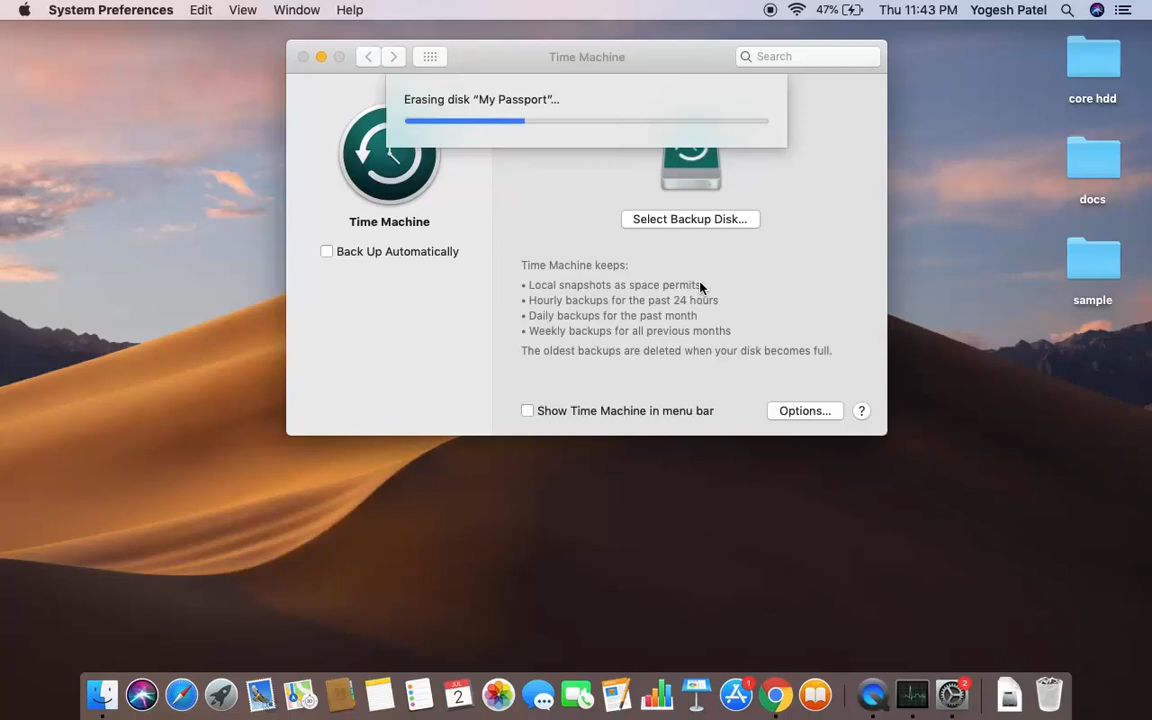 System Preferences Edit View Window Help 47% Thu 11:43 PM Yogesh Patel
Time Machine
Search
Erasing disk “My Passport”...
core hdd
docs
sample
Time Machine
Back Up Automatically
Select Backup Disk...
Time Machine keeps:
• Local snapshots as space permits
• Hourly backups for the past 24 hours
• Daily backups for the past month
• Weekly backups for all previous months
The oldest backups are deleted when your disk becomes full.
Show Time Machine in menu bar
Options...
?
2
1
2